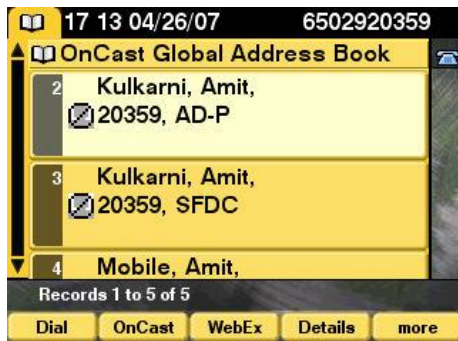 17 13 04/26/07 6502920359
OnCast Global Address Book
2 Kulkarni, Amit,
20359, AD-P
3 Kulkarni, Amit,
20359, SFDC
4 Mobile, Amit,
Records 1 to 5 of 5
Dial OnCast WebEx Details more